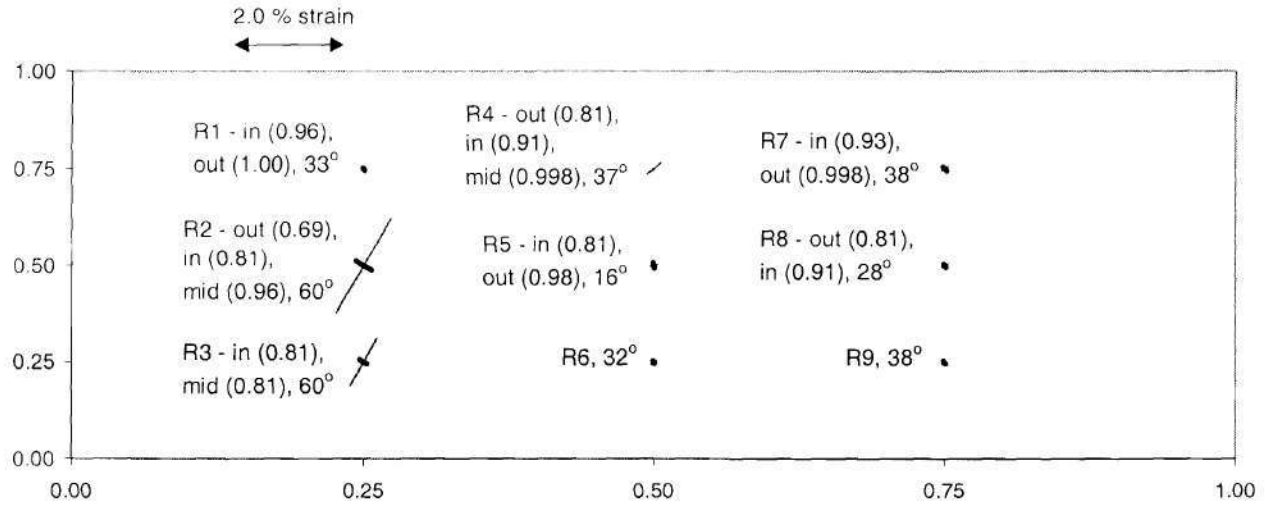 2.0 % strain
1.00
R1 - in (0.96),
out (1.00), 33°
R4 - out (0.81),
in (0.91),
mid (0.998), 37°
R7 - in (0.93),
out (0.998), 38°
0.75
R2 - out (0.69),
in (0.81),
mid (0.96), 60°
R5 - in (0.81),
out (0.98), 16°
R8 - out (0.81),
in (0.91), 28°
0.50
R3 - in (0.81),
mid (0.81), 60°
R6, 32°
R9, 38°
0.25
0.00
0.00 0.25 0.50 0.75 1.00